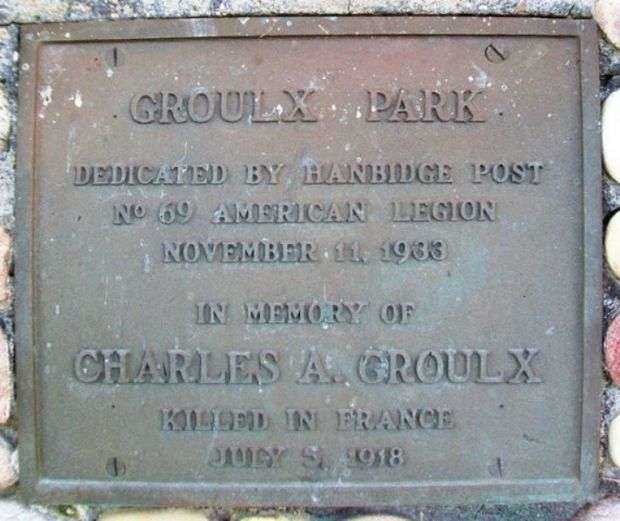 GROULX PARK
DEDICATED BY HANBIDGE POST
No 69 AMERICAN LEGION
NOVEMBER 11, 1933
IN MEMORY OF
CHARLES A. GROULX
KILLED IN FRANCE
JULY 5, 1918